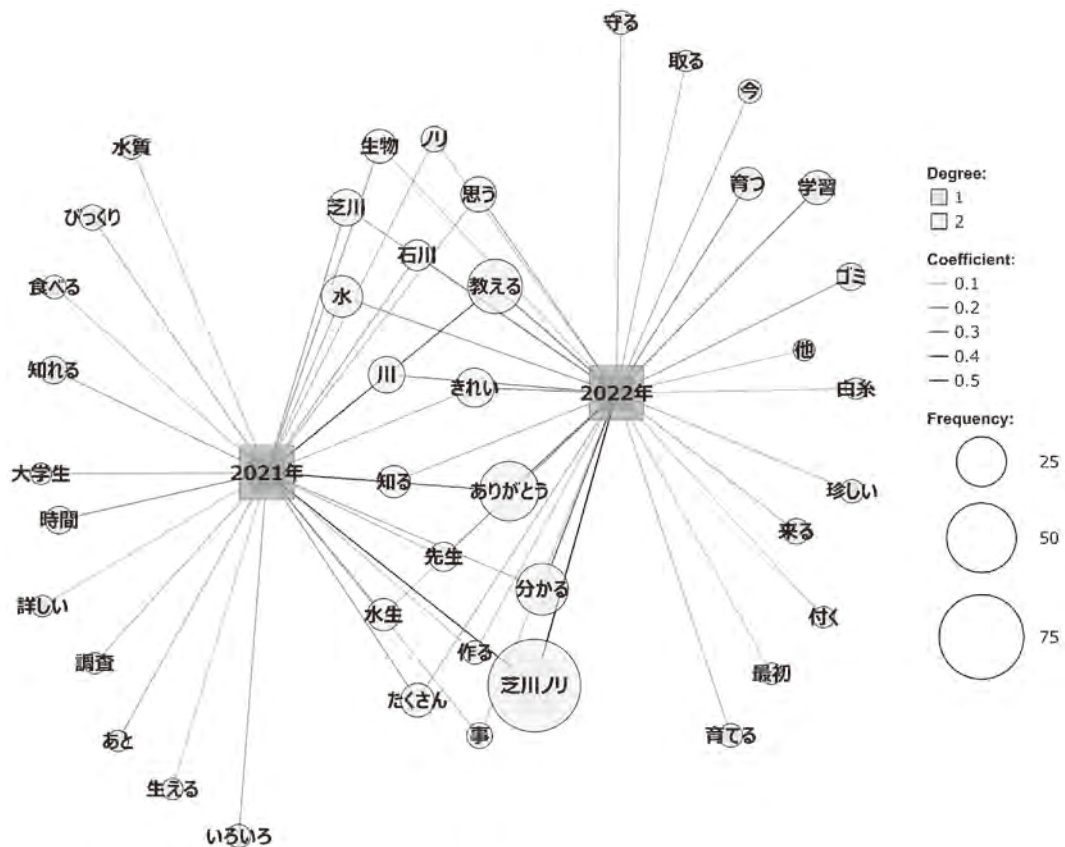 守る
取る
今
水質
生物
ノリ
育つ
学習
思う
びっくり
芝川
石川
食べる
水
教える
ゴミ
知れる
川
きれい
他
白糸
2022年
大学生
2021年
知る
ありがとう
珍しい
時間
先生
来る
詳しい
水生
分かる
付く
調査
作る
芝川ノリ
最初
たくさん
あと
事
育てる
生える
いろいろ
Degree:
1
2
Coefficient:
0.1
0.2
0.3
0.4
0.5
Frequency:
25
50
75